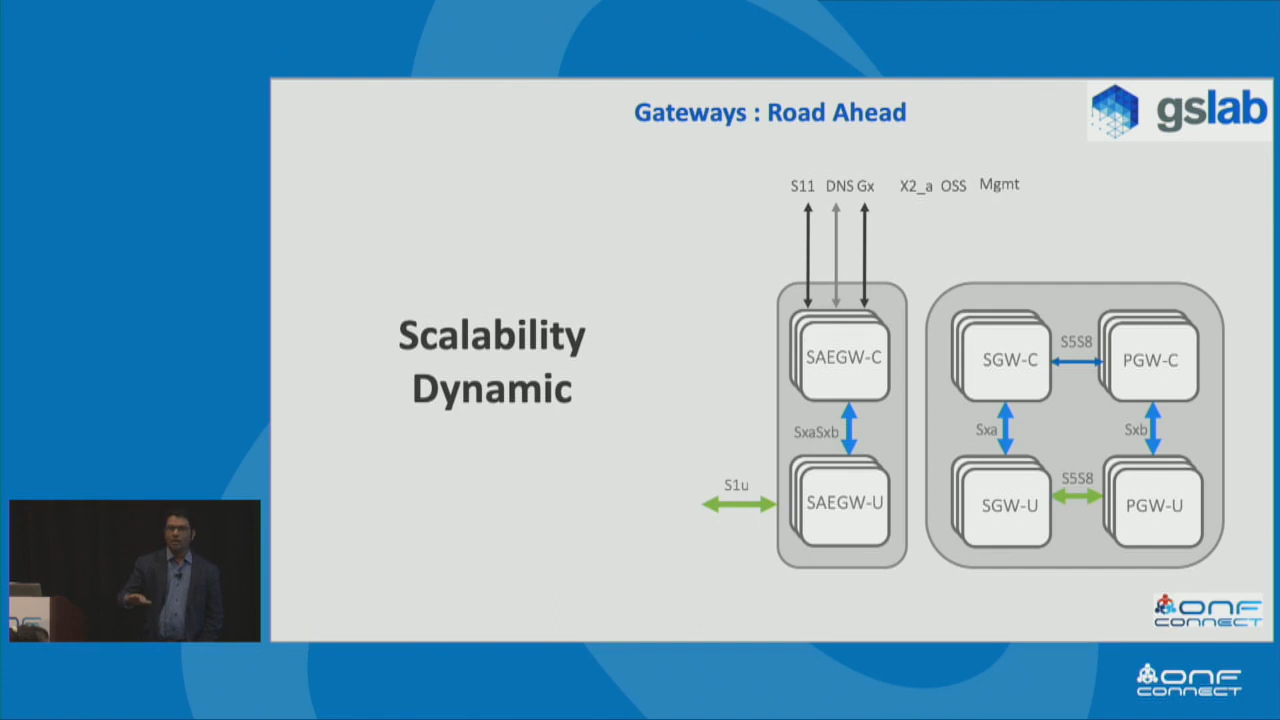 Gateways : Road Ahead
gslab
S11 DNS Gx X2_a OSS Mgmt
Scalability
Dynamic
SAEGW-C
SGW-C
S5S8
PGW-C
SxaSxb
Sxa
Sxb
S1u
SAEGW-U
SGW-U
S5S8
PGW-U
ONF
CONNECT
ONF
CONNECT